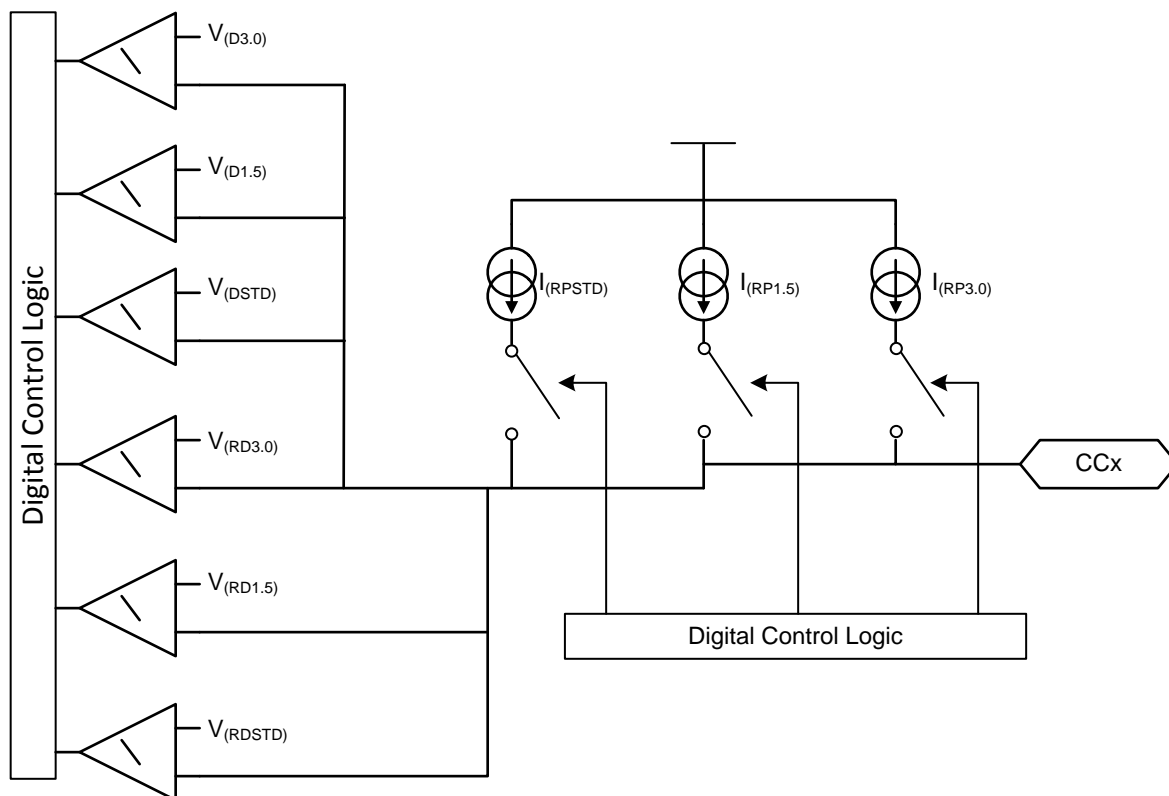 Digital Control Logic
V(D3.0)
V(D1.5)
V(DSTD)
V(RD3.0)
V(RD1.5)
V(RDSTD)
I(RPSTD)
I(RP1.5)
I(RP3.0)
CCx
Digital Control Logic